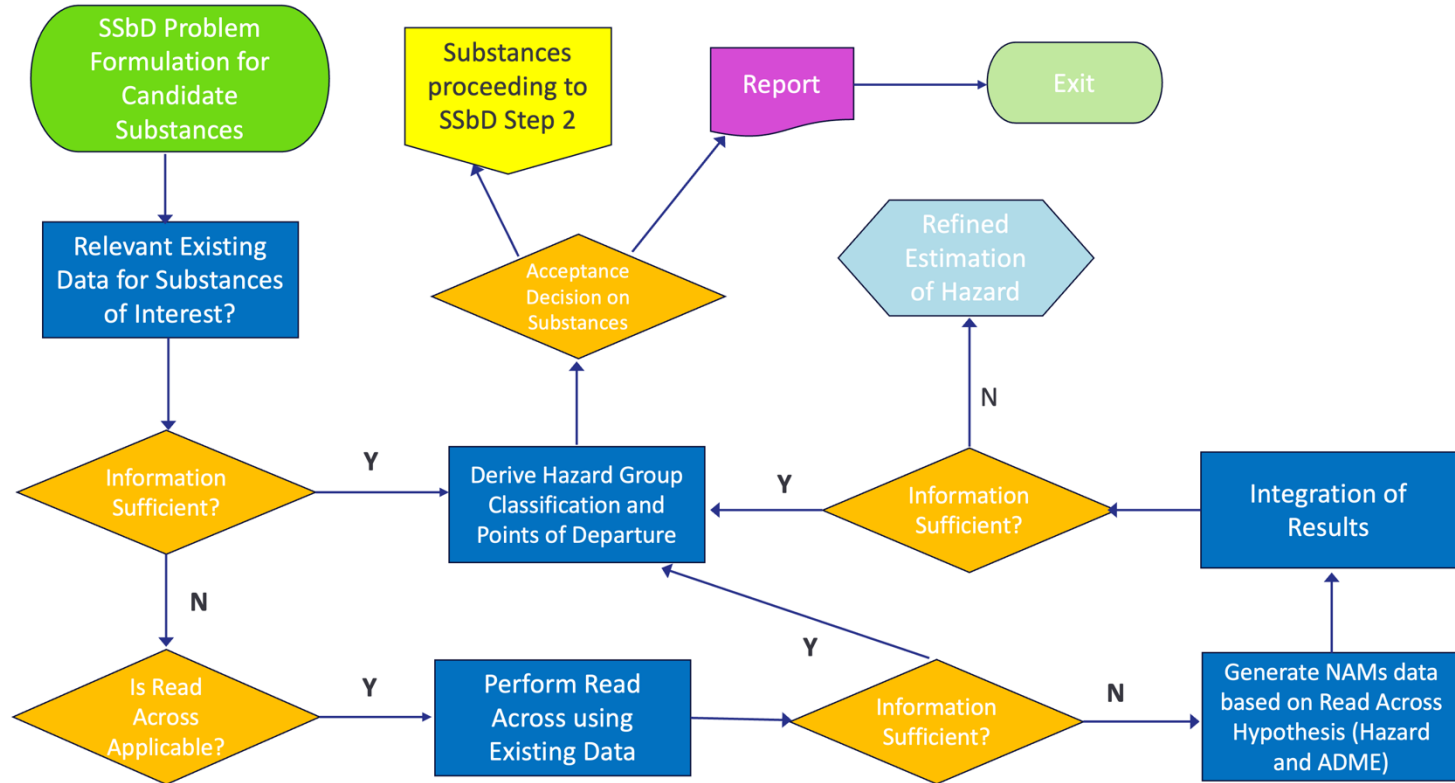 SSbD Problem
Formulation for
Candidate
Substances
Substances
proceeding to
SSbD Step 2
Report
Exit
Relevant Existing
Data for Substances
of Interest?
Acceptance
Decision on
Substances
Refined
Estimation
of Hazard
N
Information
Sufficient?
Y
Derive Hazard Group
Classification and
Points of Departure
Y
Information
Sufficient?
Integration of
Results
N
Is Read
Across
Applicable?
Y
Perform Read
Across using
Existing Data
Y
Information
Sufficient?
N
Generate NAMs data
based on Read Across
Hypothesis (Hazard
and ADME)